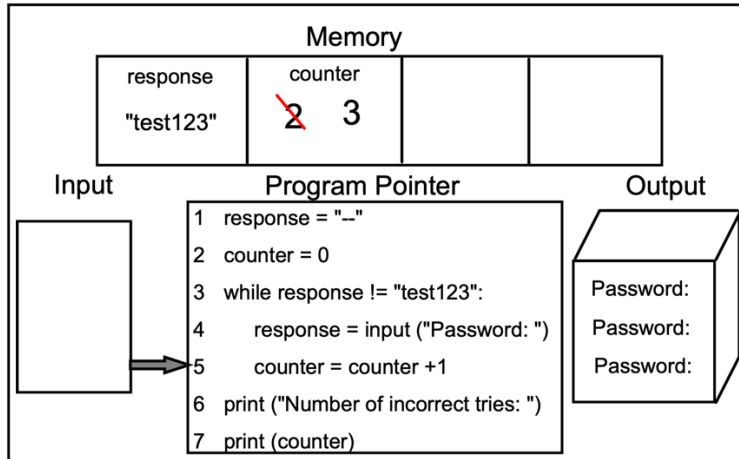 Memory
response
"test123"
counter
2 3
Input
Program Pointer
Output
1 response = "--"
2 counter = 0
3 while response != "test123":
4 response = input ("Password: ")
5 counter = counter +1
6 print ("Number of incorrect tries: ")
7 print (counter)
Password:
Password:
Password: